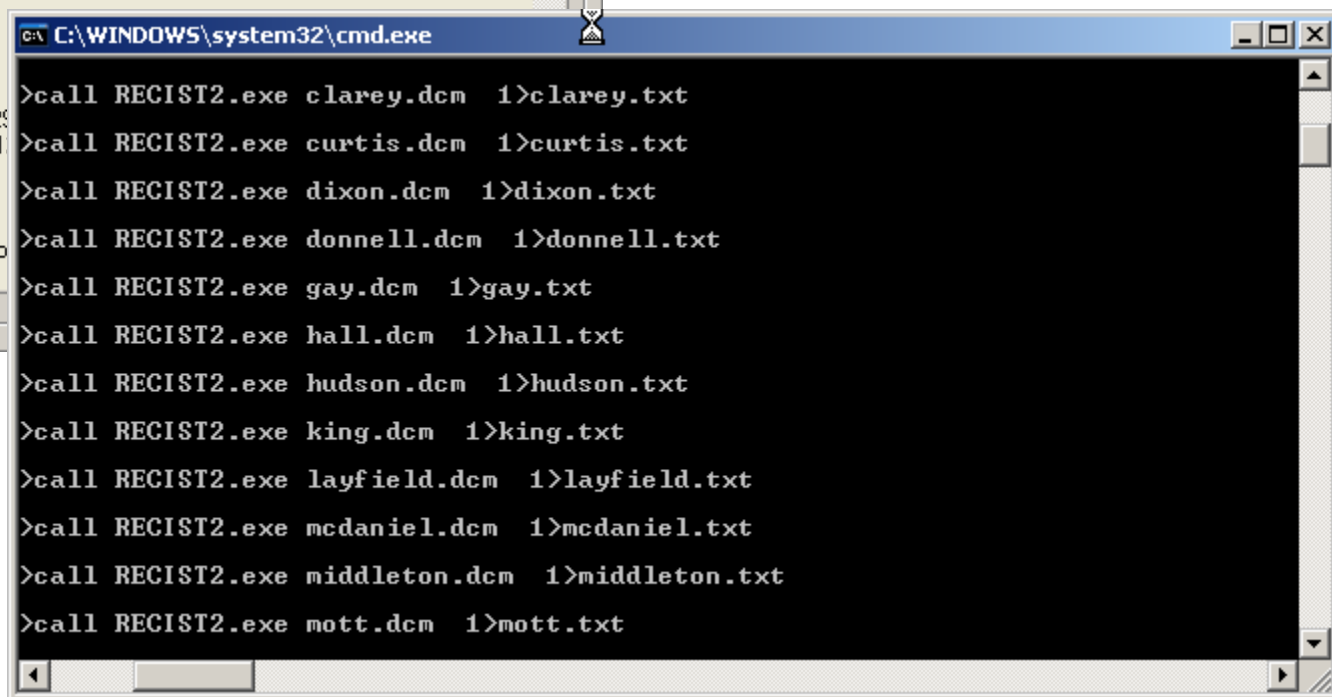 C:\WINDOWS\system32\cmd.exe
>call RECIST2.exe clarey.dcm  1>clarey.txt
>call RECIST2.exe curtis.dcm  1>curtis.txt
>call RECIST2.exe dixon.dcm  1>dixon.txt
>call RECIST2.exe donnell.dcm  1>donnell.txt
>call RECIST2.exe gay.dcm  1>gay.txt
>call RECIST2.exe hall.dcm  1>hall.txt
>call RECIST2.exe hudson.dcm  1>hudson.txt
>call RECIST2.exe king.dcm  1>king.txt
>call RECIST2.exe layfield.dcm  1>layfield.txt
>call RECIST2.exe mcdaniel.dcm  1>mcdaniel.txt
>call RECIST2.exe middleton.dcm  1>middleton.txt
>call RECIST2.exe mott.dcm  1>mott.txt